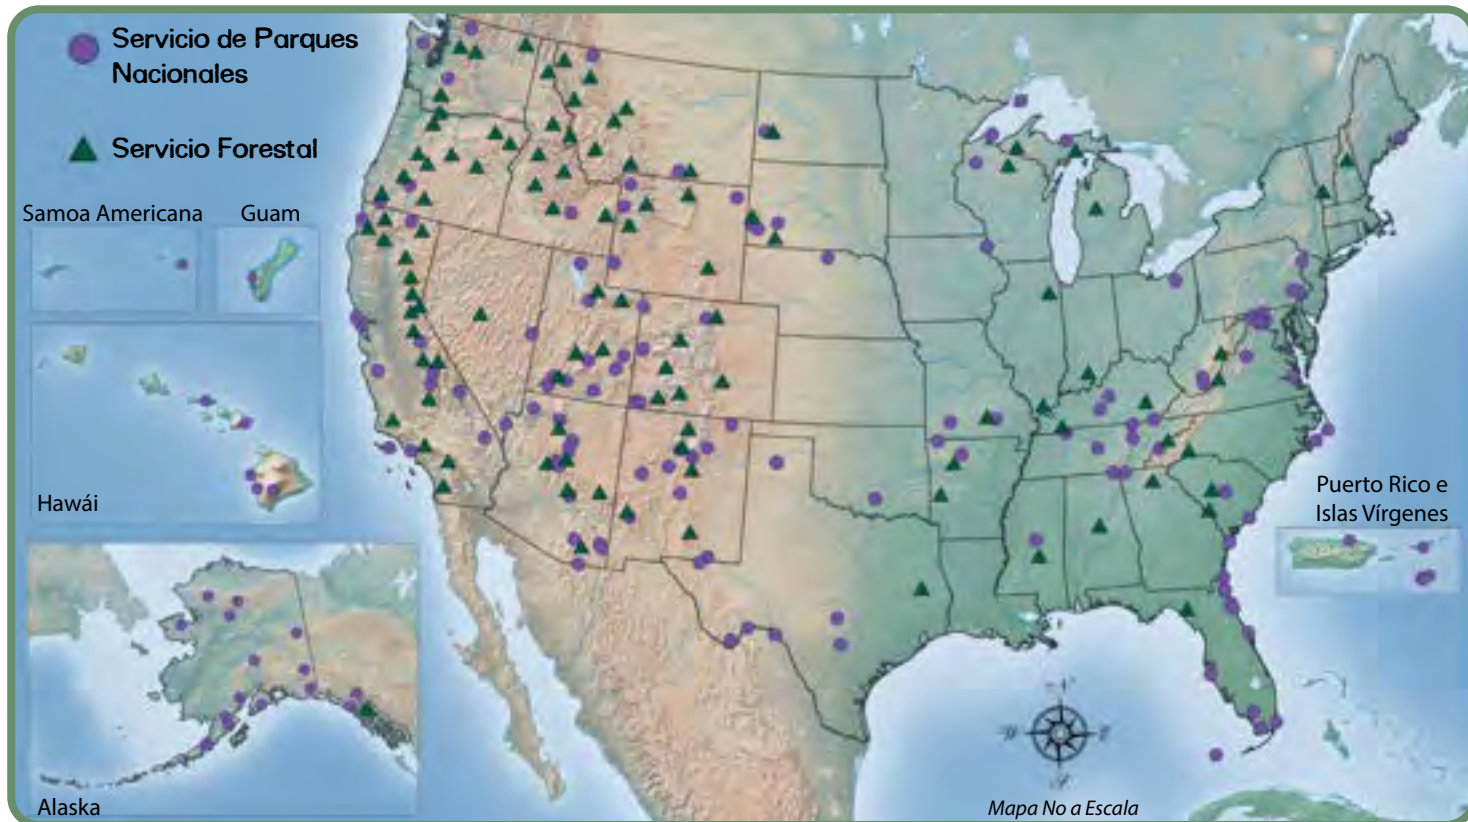 Servicio de Parques
Nacionales
Servicio Forestal
Samoa Americana
Guam
Hawái
Alaska
Puerto Rico e
Islas Vírgenes
Mapa No a Escala